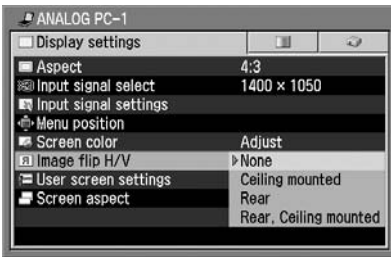 ANALOG PC-1
Display settings
Aspect 4:3
Input signal select 1400 × 1050
Input signal settings
Menu position
Screen color Adjust
Image flip H/V None
User screen settings Ceiling mounted
Screen aspect Rear
Rear, Ceiling mounted